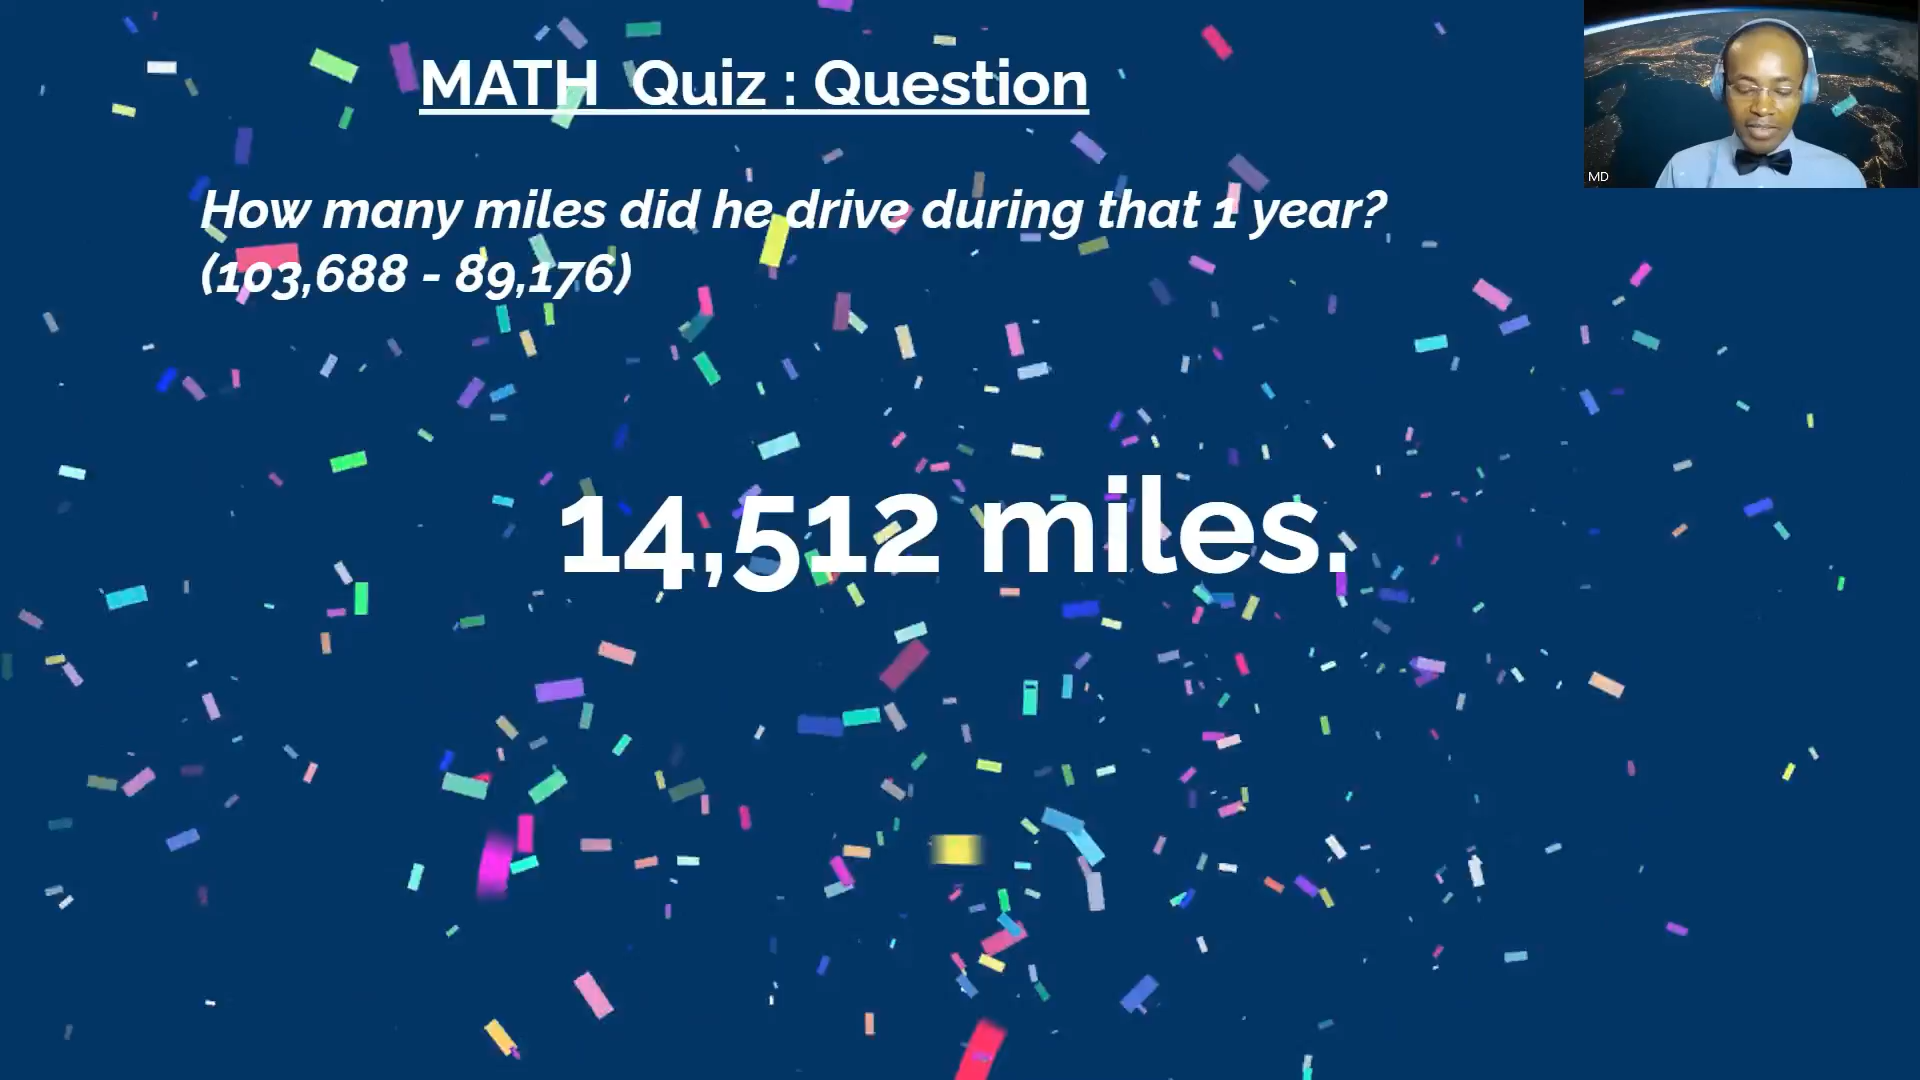 MATH  Quiz : Question
MD
How many miles did he drive during that 1 year?
(103,688 - 89,176)
14,512 miles.